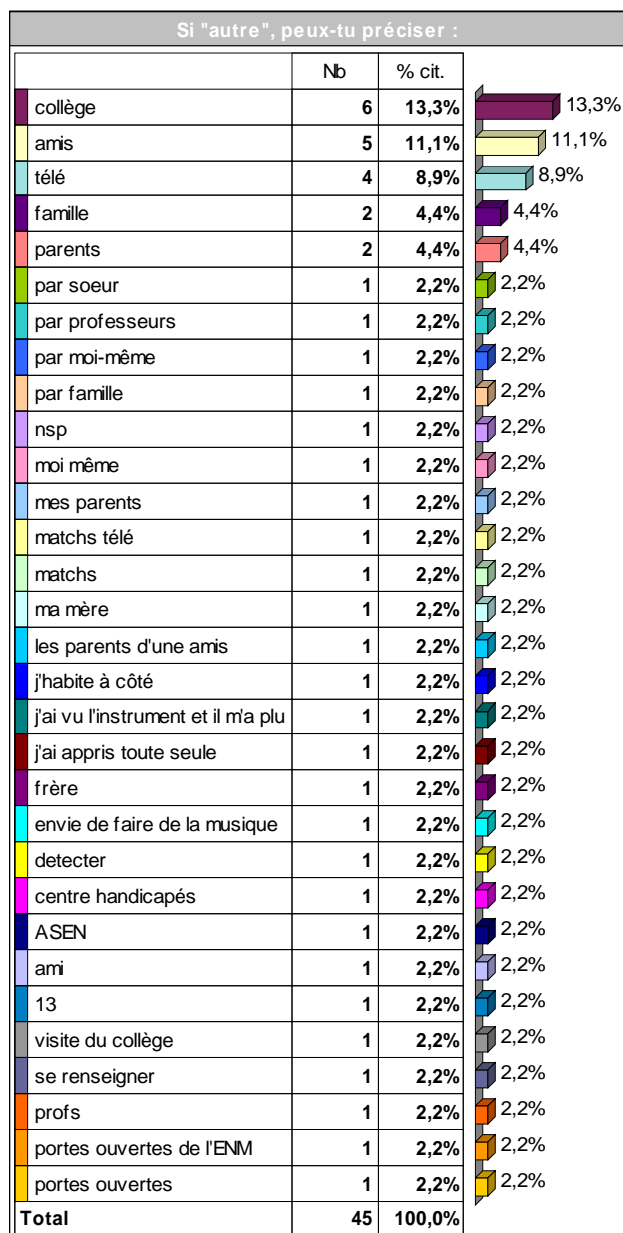 Si "autre", peux-tu préciser :
Nb % cit.
collège 6 13,3% 13,3%
amis 5 11,1% 11,1%
télé 4 8,9% 8,9%
famille 2 4,4% 4,4%
parents 2 4,4% 4,4%
par soeur 1 2,2% 2,2%
par professeurs 1 2,2% 2,2%
par moi-même 1 2,2% 2,2%
par famille 1 2,2% 2,2%
nsp 1 2,2% 2,2%
moi même 1 2,2% 2,2%
mes parents 1 2,2% 2,2%
matchs télé 1 2,2% 2,2%
matchs 1 2,2% 2,2%
ma mère 1 2,2% 2,2%
les parents d'une amis 1 2,2% 2,2%
j'habite à côté 1 2,2% 2,2%
j'ai vu l'instrument et il m'a plu 1 2,2% 2,2%
j'ai appris toute seule 1 2,2% 2,2%
frère 1 2,2% 2,2%
envie de faire de la musique 1 2,2% 2,2%
detecter 1 2,2% 2,2%
centre handicapés 1 2,2% 2,2%
ASEN 1 2,2% 2,2%
ami 1 2,2% 2,2%
13 1 2,2% 2,2%
visite du collège 1 2,2% 2,2%
se renseigner 1 2,2% 2,2%
profs 1 2,2% 2,2%
portes ouvertes de l'ENM 1 2,2% 2,2%
portes ouvertes 1 2,2% 2,2%
Total 45 100,0%